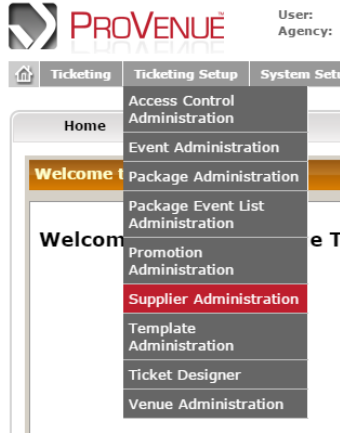 PROVENUE
User:
Agency:
Ticketing Ticketing Setup System Setu
Access Control
Administration
Home
Event Administration
Welcome t
Package Administration
Package Event List
Administration
Welcom
e T
Promotion
Administration
Supplier Administration
Template
Administration
Ticket Designer
Venue Administration